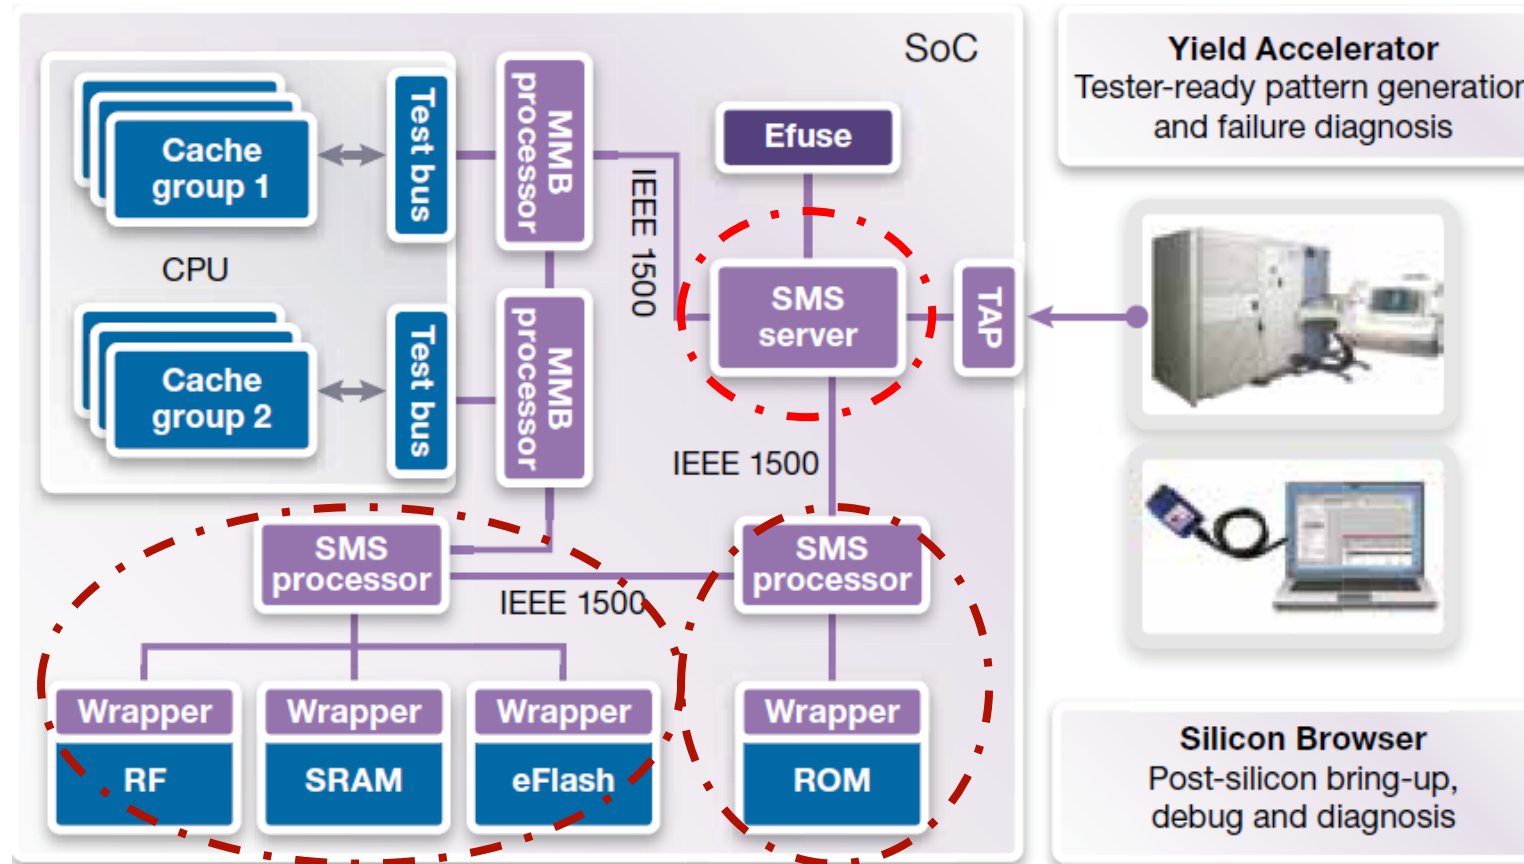 SoC
Cache
group 1
Test bus
MMB
processor
Efuse
IEEE 1500
CPU
SMS
server
TAP
Cache
group 2
Test bus
MMB
processor
IEEE 1500
SMS
processor
SMS
processor
IEEE 1500
Wrapper
Wrapper
Wrapper
Wrapper
RF
SRAM
eFlash
ROM
Yield Accelerator
Tester-ready pattern generation
and failure diagnosis
Silicon Browser
Post-silicon bring-up,
debug and diagnosis